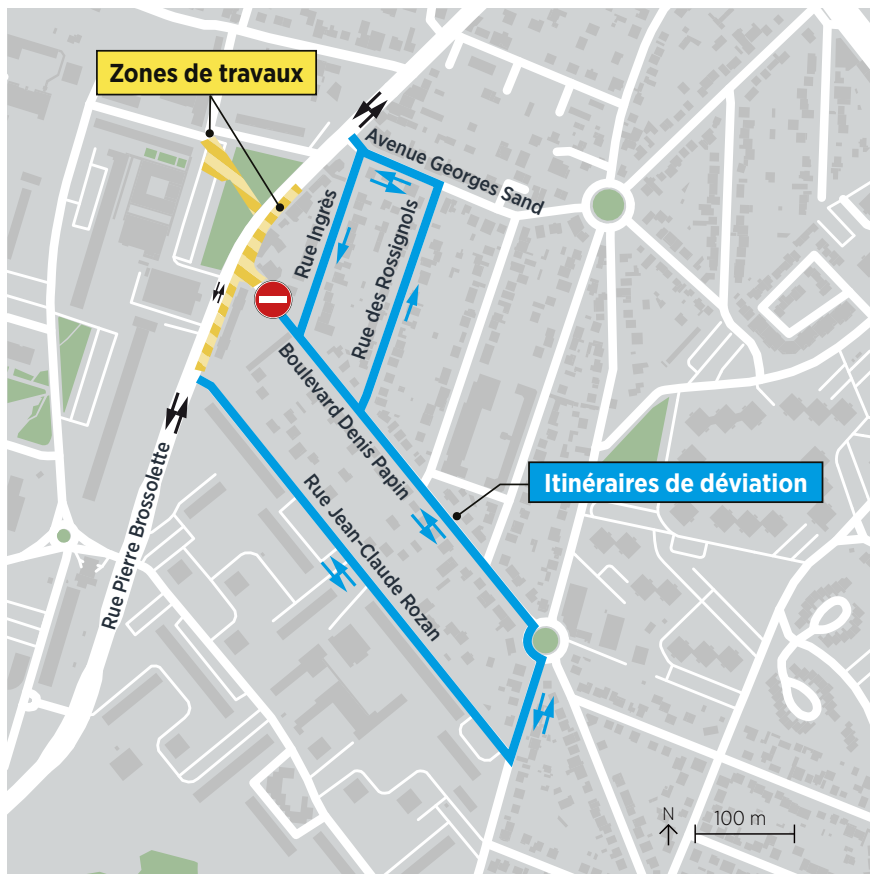 Zones de travaux
Avenue Georges Sand
Rue Ingrès
Rue des Rossignols
Boulevard Denis Papin
Itinéraires de déviation
Rue Jean-Claude Rozan
Rue Pierre Brossolette
N
100 m